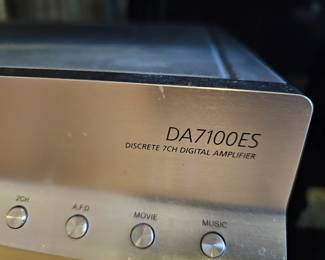 DA7100ES
DISCRETE 7CH DIGITAL AMPLIFIER
2CH
A.F.D.
MOVIE
MUSIC